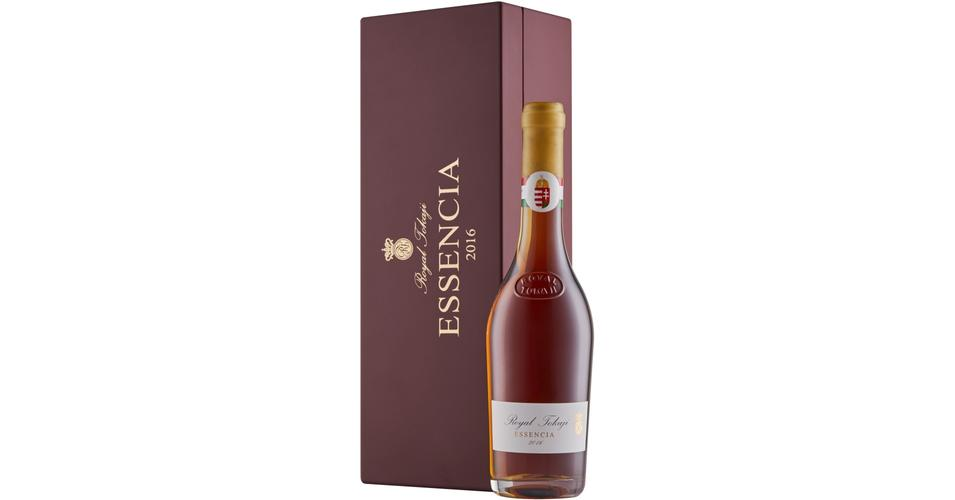 Royal Tokaji
ESSENCIA
2016
ROYAL
TOKAJI
Royal Tokaji
ESSENCIA
2016